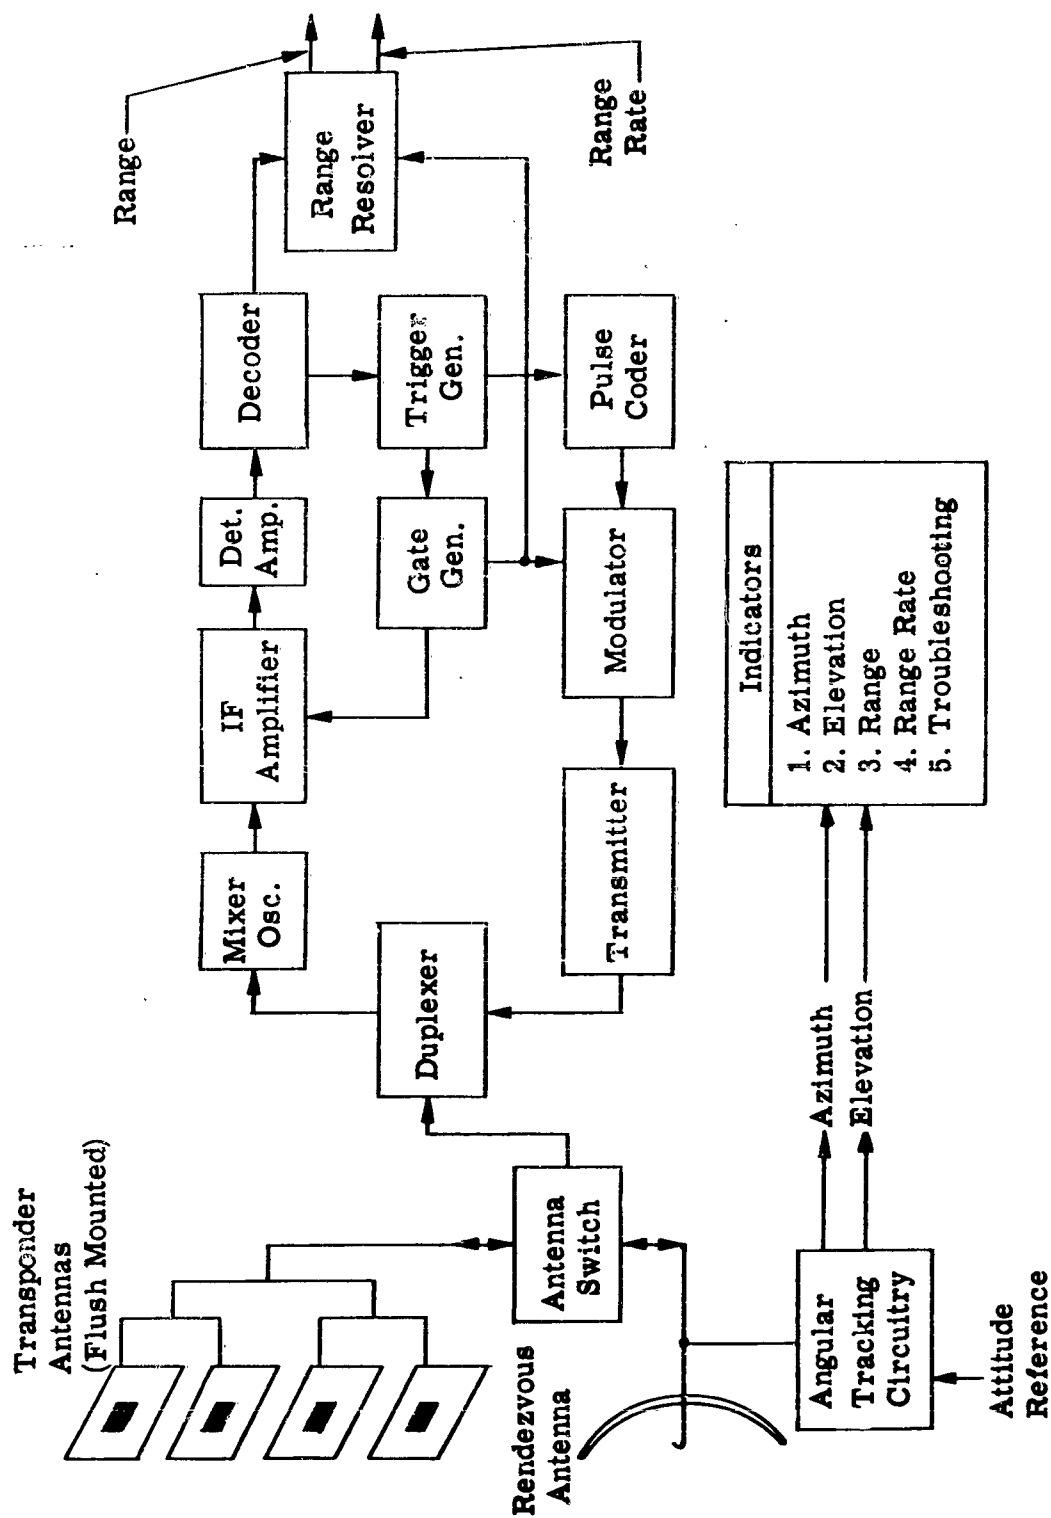 Transponder
Antennas
(Flush Mounted)
Rendezvous
Antenna
Antenna
Switch
Duplexer
Mixer
Osc.
IF
Amplifier
Det.
Amp.
Decoder
Range
Resolver
Range
Range
Rate
Gate
Gen.
Trigger
Gen.
Transmitter
Modulator
Pulse
Coder
Angular
Tracking
Circuitry
Attitude
Reference
Azimuth
Elevation
Indicators
1. Azimuth
2. Elevation
3. Range
4. Range Rate
5. Troubleshooting